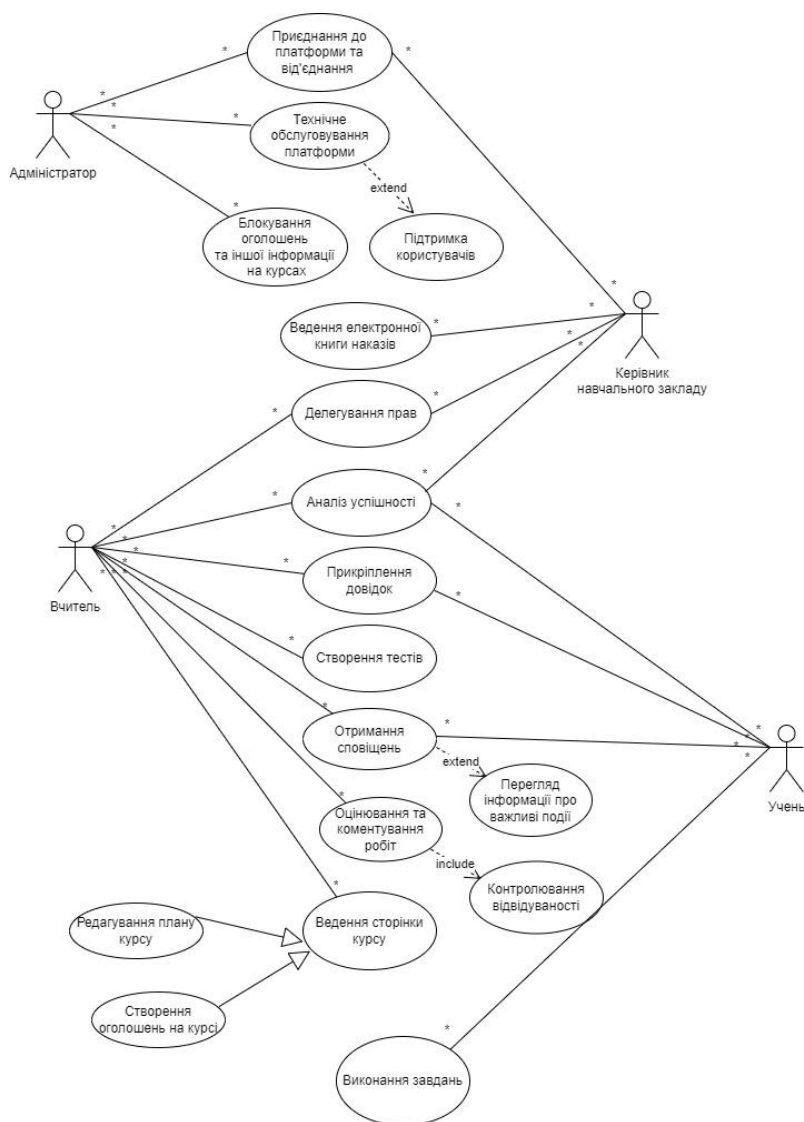 Приєднання до
платформи та
від'єднання
Технічне
обслуговування
платформи
Адміністратор
extend
Блокування
оголошень
та іншої інформації
на курсах
Підтримка
користувачів
Ведення електронної
книги наказів
Керівник
навчального закладу
Делегування прав
Аналіз успішності
Вчитель
Прикріплення
довідок
Створення тестів
Отримання
сповіщень
extend
Перегляд
інформації про
важливі події
Учень
Оцінювання та
коментування
робіт
include
Контролювання
відвідуваності
Редагування плану
курсу
Ведення сторінки
курсу
Створення
оголошень на курсі
Виконання завдань